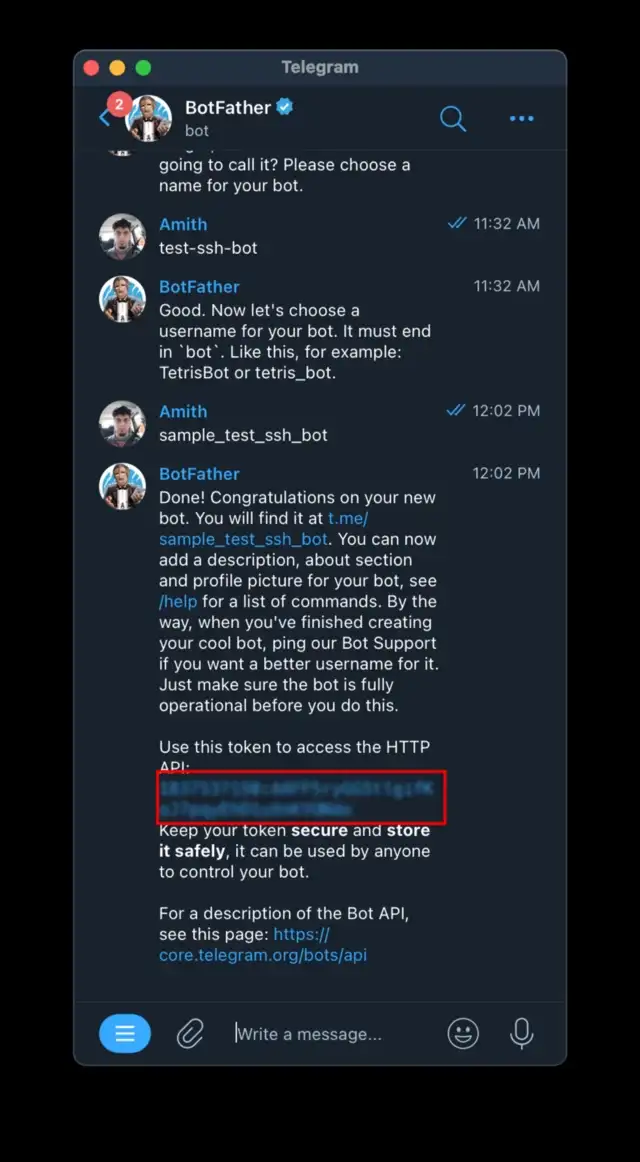 Telegram
2
BotFather
bot
going to call it? Please choose a
name for your bot.
Amith
11:32 AM
test-ssh-bot
BotFather
11:32 AM
Good. Now let's choose a
username for your bot. It must end
in `bot`. Like this, for example:
TetrisBot or tetris_bot.
Amith
12:02 PM
sample_test_ssh_bot
BotFather
12:02 PM
Done! Congratulations on your new
bot. You will find it at t.me/
sample_test_ssh_bot. You can now
add a description, about section
and profile picture for your bot, see
/help for a list of commands. By the
way, when you've finished creating
your cool bot, ping our Bot Support
if you want a better username for it.
Just make sure the bot is fully
operational before you do this.
Use this token to access the HTTP
API:
Keep your token secure and store
it safely, it can be used by anyone
to control your bot.
For a description of the Bot API,
see this page: https://
core.telegram.org/bots/api
Write a message...